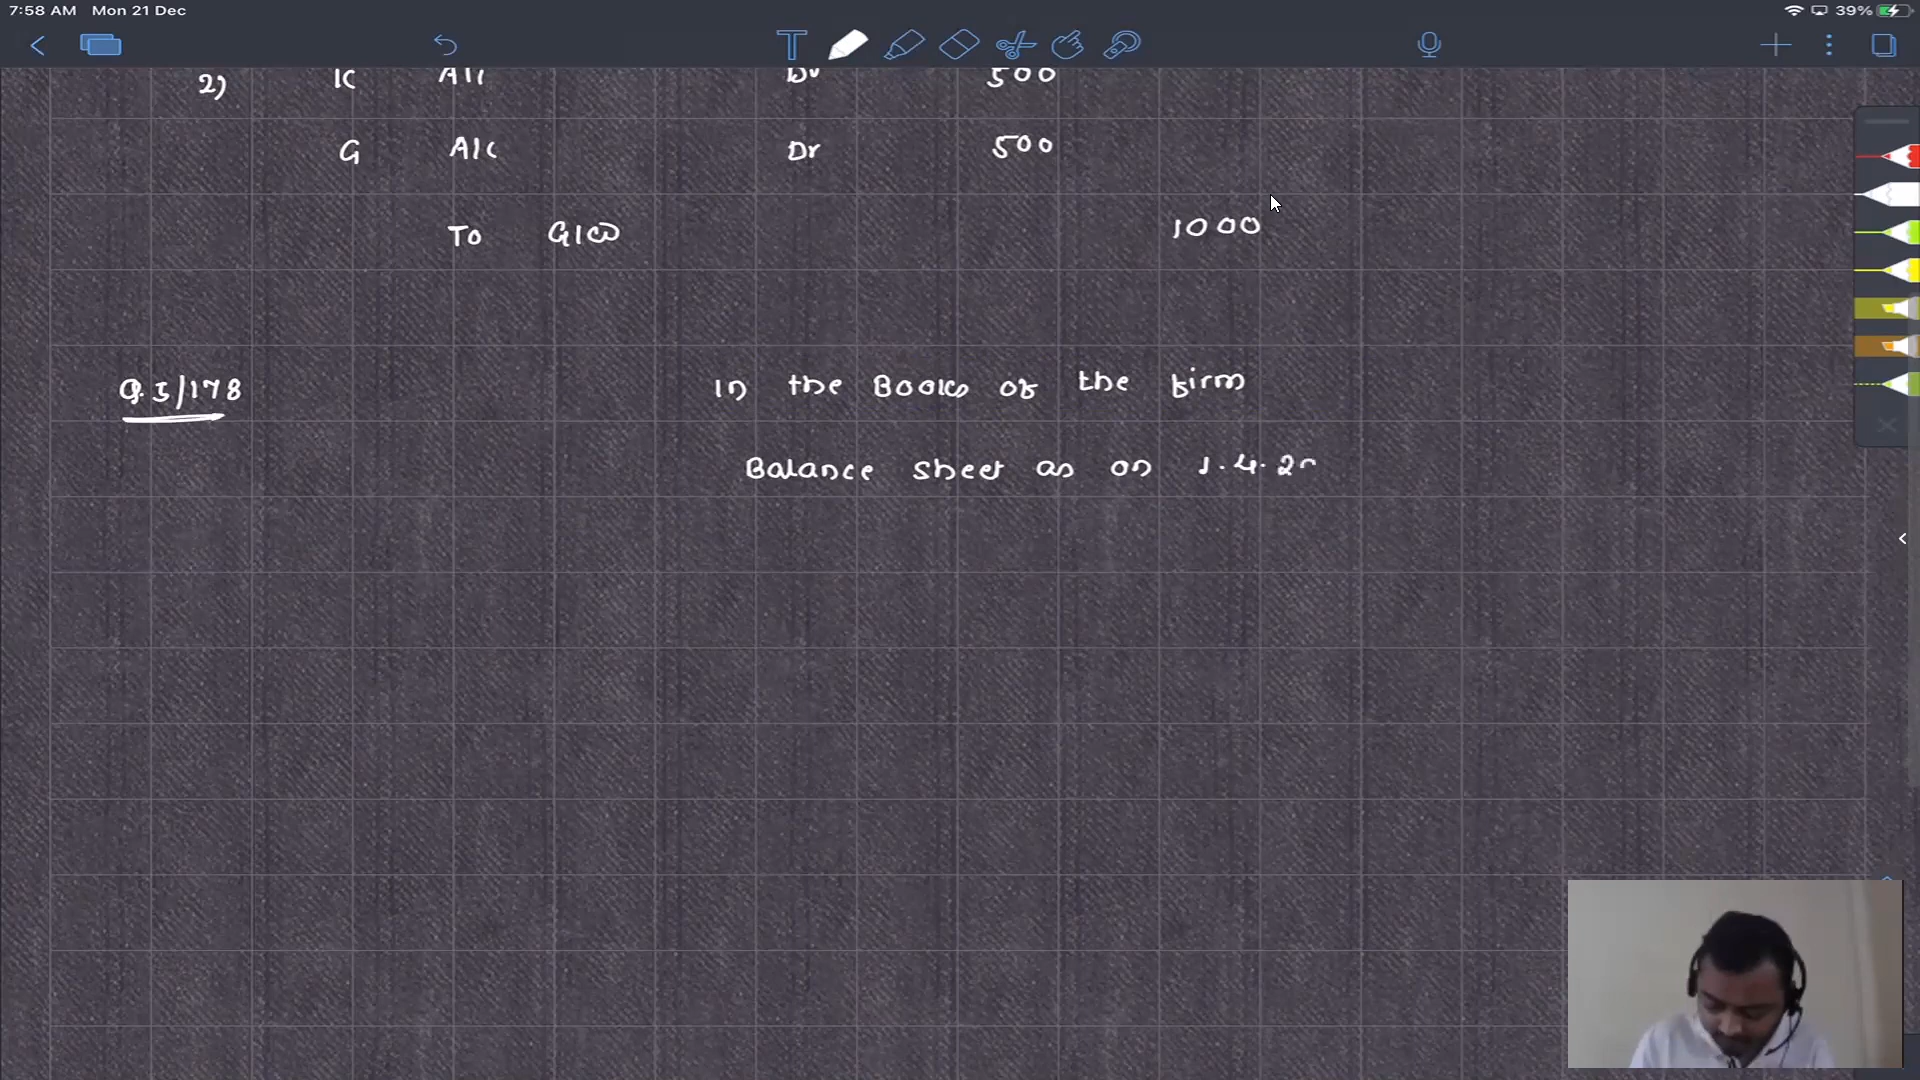 7:58 AM Mon 21 Dec
39%
T
2) K A/c Dr 500
G A/c Dr 500
To G/w 1000
Q.5/178 In the Books of the firm
Balance sheet as on 1.4.2